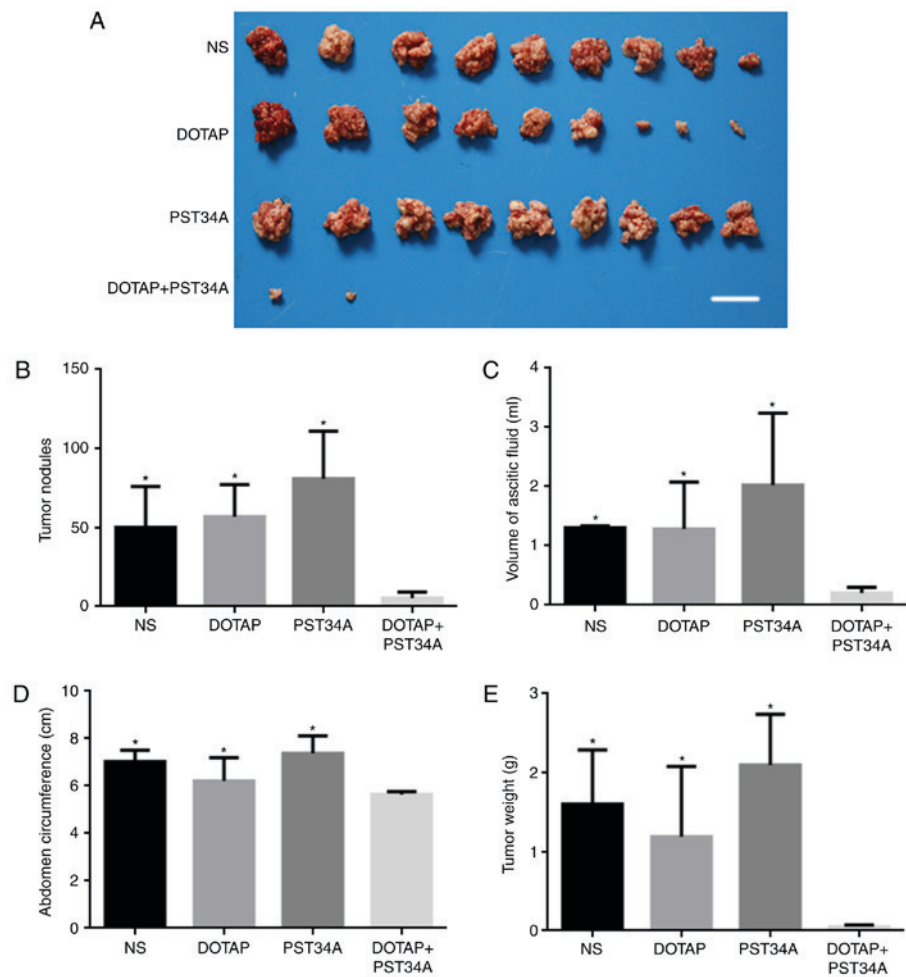 A
NS
DOTAP
PST34A
DOTAP+PST34A
B
Tumor nodules
150
100
50
0
*
*
*
NS
DOTAP
PST34A
DOTAP+
PST34A
C
Volume of ascitic fluid (ml)
4
3
2
1
0
*
*
*
NS
DOTAP
PST34A
DOTAP+
PST34A
D
Abdomen circumference (cm)
10
8
6
4
2
0
*
*
*
NS
DOTAP
PST34A
DOTAP+
PST34A
E
Tumor weight (g)
3
2
1
0
*
*
*
NS
DOTAP
PST34A
DOTAP+
PST34A